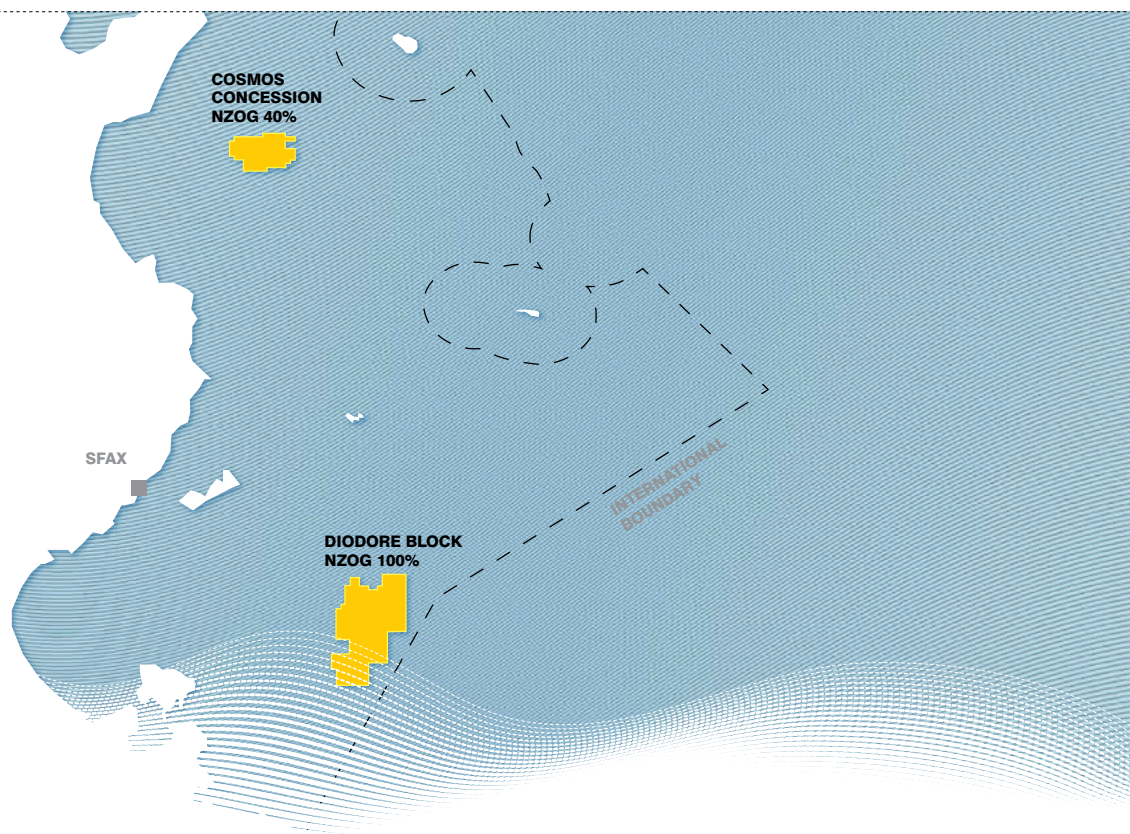 COSMOS
CONCESSION
NZOG 40%
SFAX
INTERNATIONAL
BOUNDARY
DIODORE BLOCK
NZOG 100%